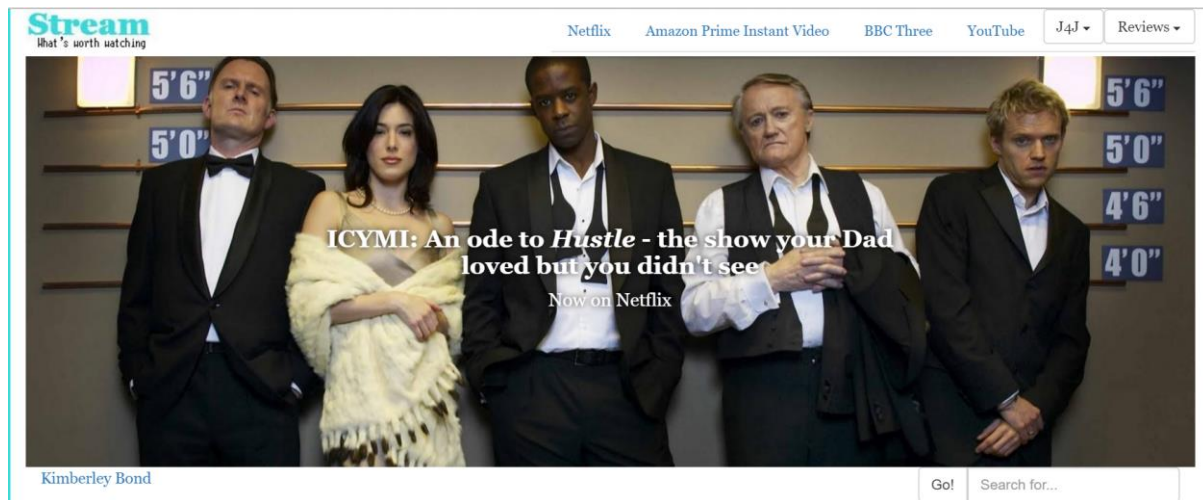 Stream
What's worth watching
Netflix Amazon Prime Instant Video BBC Three YouTube J4J Reviews
5'6" 5'6"
5'0" 5'0"
4'6"
4'0"
ICYMI: An ode to Hustle - the show your Dad
loved but you didn't see
Now on Netflix
Kimberley Bond Go! Search for...